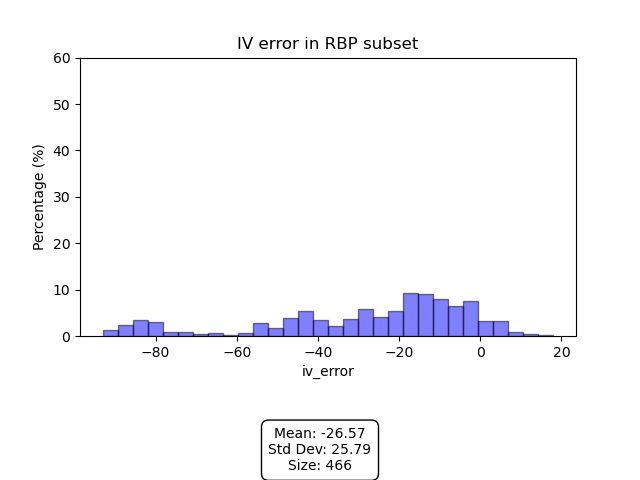 IV error in RBP subset
60
50
40
30
20
10
0
Percentage (%)
−80
−60
−40
−20
0
20
iv_error
Mean: -26.57
Std Dev: 25.79
Size: 466